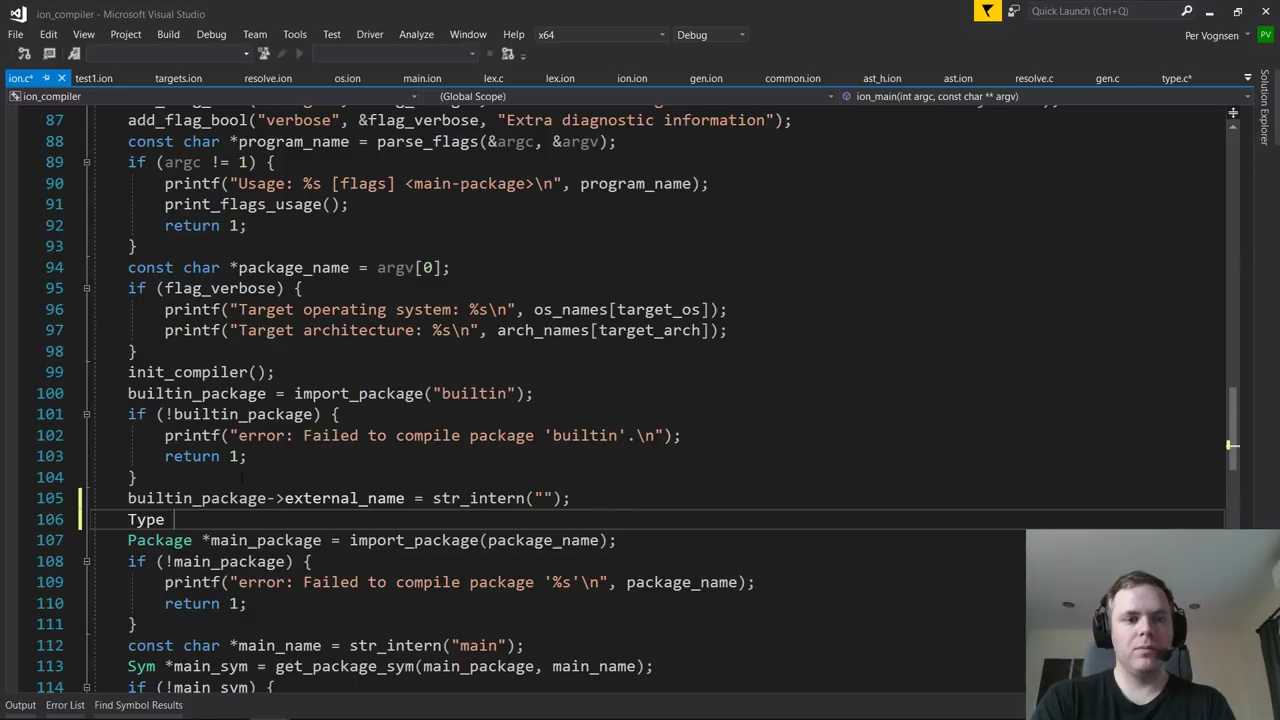 ion_compiler - Microsoft Visual Studio
Quick Launch (Ctrl+Q)
File Edit View Project Build Debug Team Tools Test Driver Analyze Window Help x64 Debug
Per Vognsen PV
ion.c* test1.ion targets.ion resolve.ion os.ion main.ion lex.c lex.ion ion.ion gen.ion common.ion ast_h.ion ast.ion resolve.c gen.c type.c*
ion_compiler (Global Scope) ion_main(int argc, const char ** argv)
Solution Explorer
87 add_flag_bool("verbose", &flag_verbose, "Extra diagnostic information");
88 const char *program_name = parse_flags(&argc, &argv);
89 if (argc != 1) {
90 printf("Usage: %s [flags] <main-package>\n", program_name);
91 print_flags_usage();
92 return 1;
93 }
94 const char *package_name = argv[0];
95 if (flag_verbose) {
96 printf("Target operating system: %s\n", os_names[target_os]);
97 printf("Target architecture: %s\n", arch_names[target_arch]);
98 }
99 init_compiler();
100 builtin_package = import_package("builtin");
101 if (!builtin_package) {
102 printf("error: Failed to compile package 'builtin'.\n");
103 return 1;
104 }
105 builtin_package->external_name = str_intern("");
106 Type
107 Package *main_package = import_package(package_name);
108 if (!main_package) {
109 printf("error: Failed to compile package '%s'\n", package_name);
110 return 1;
111 }
112 const char *main_name = str_intern("main");
113 Sym *main_sym = get_package_sym(main_package, main_name);
114 if (!main_sym) {
Output Error List Find Symbol Results